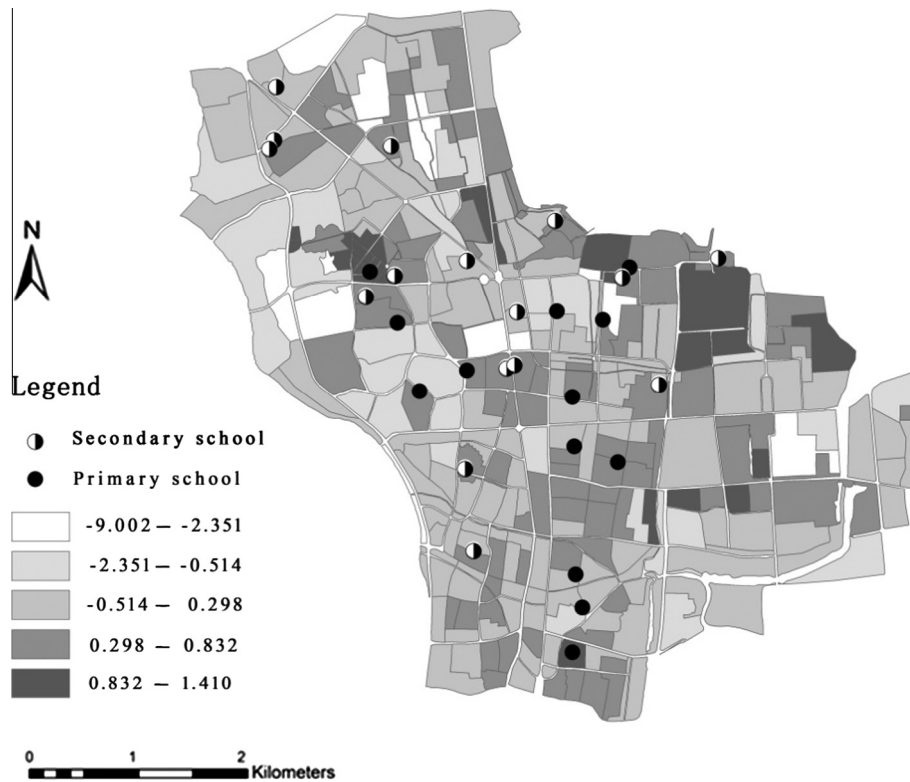 N
Legend
Secondary school
Primary school
-9.002 — -2.351
-2.351 — -0.514
-0.514 — 0.298
0.298 — 0.832
0.832 — 1.410
0 1 2
Kilometers